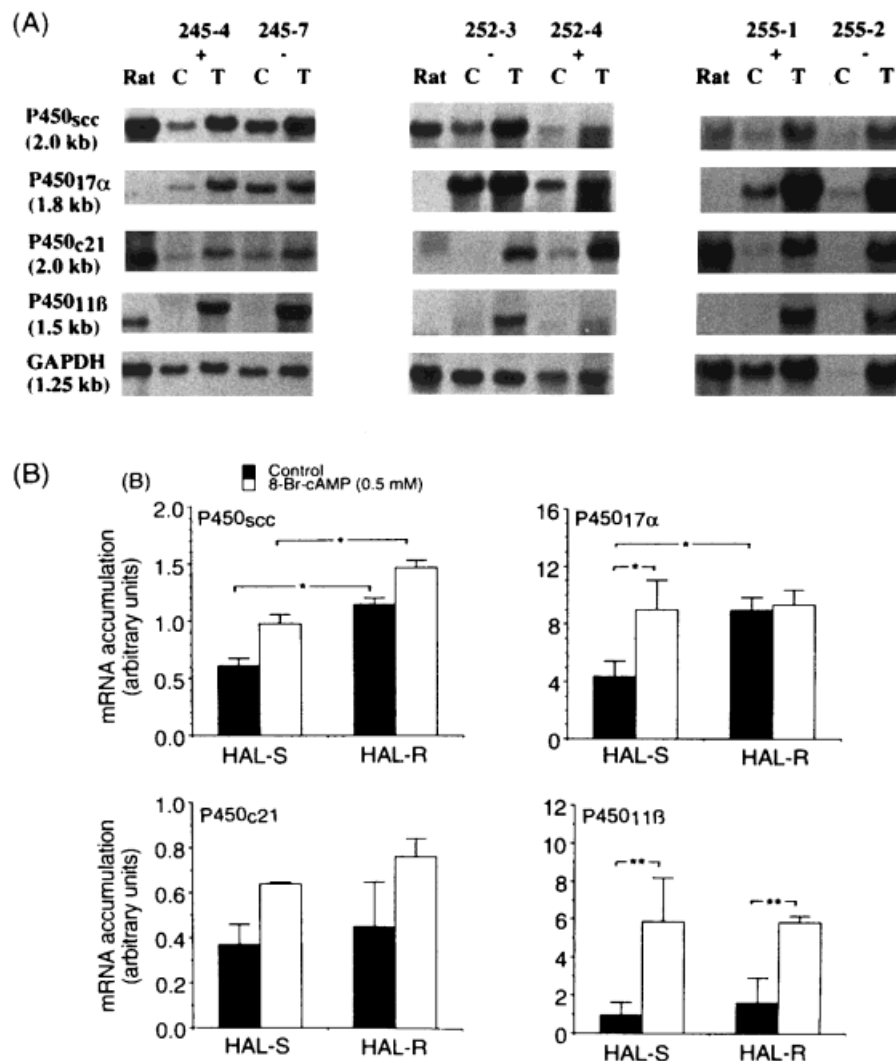 (A)
245-4 245-7 252-3 252-4 255-1 255-2
+ - - + + -
Rat C T C T Rat C T C T Rat C T C T
P450scc
(2.0 kb)
P45017α
(1.8 kb)
P450c21
(2.0 kb)
P45011ß
(1.5 kb)
GAPDH
(1.25 kb)
(B)
(B)
Control
8-Br-cAMP (0.5 mM)
P450scc
mRNA accumulation
(arbitrary units)
2.0
1.5
1.0
0.5
0.0
*
*
HAL-S HAL-R
P45017α
16
12
8
4
0
*
*
HAL-S HAL-R
P450c21
mRNA accumulation
(arbitrary units)
1.0
0.8
0.6
0.4
0.2
0.0
HAL-S HAL-R
P45011ß
12
10
8
6
4
2
0
**
**
HAL-S HAL-R